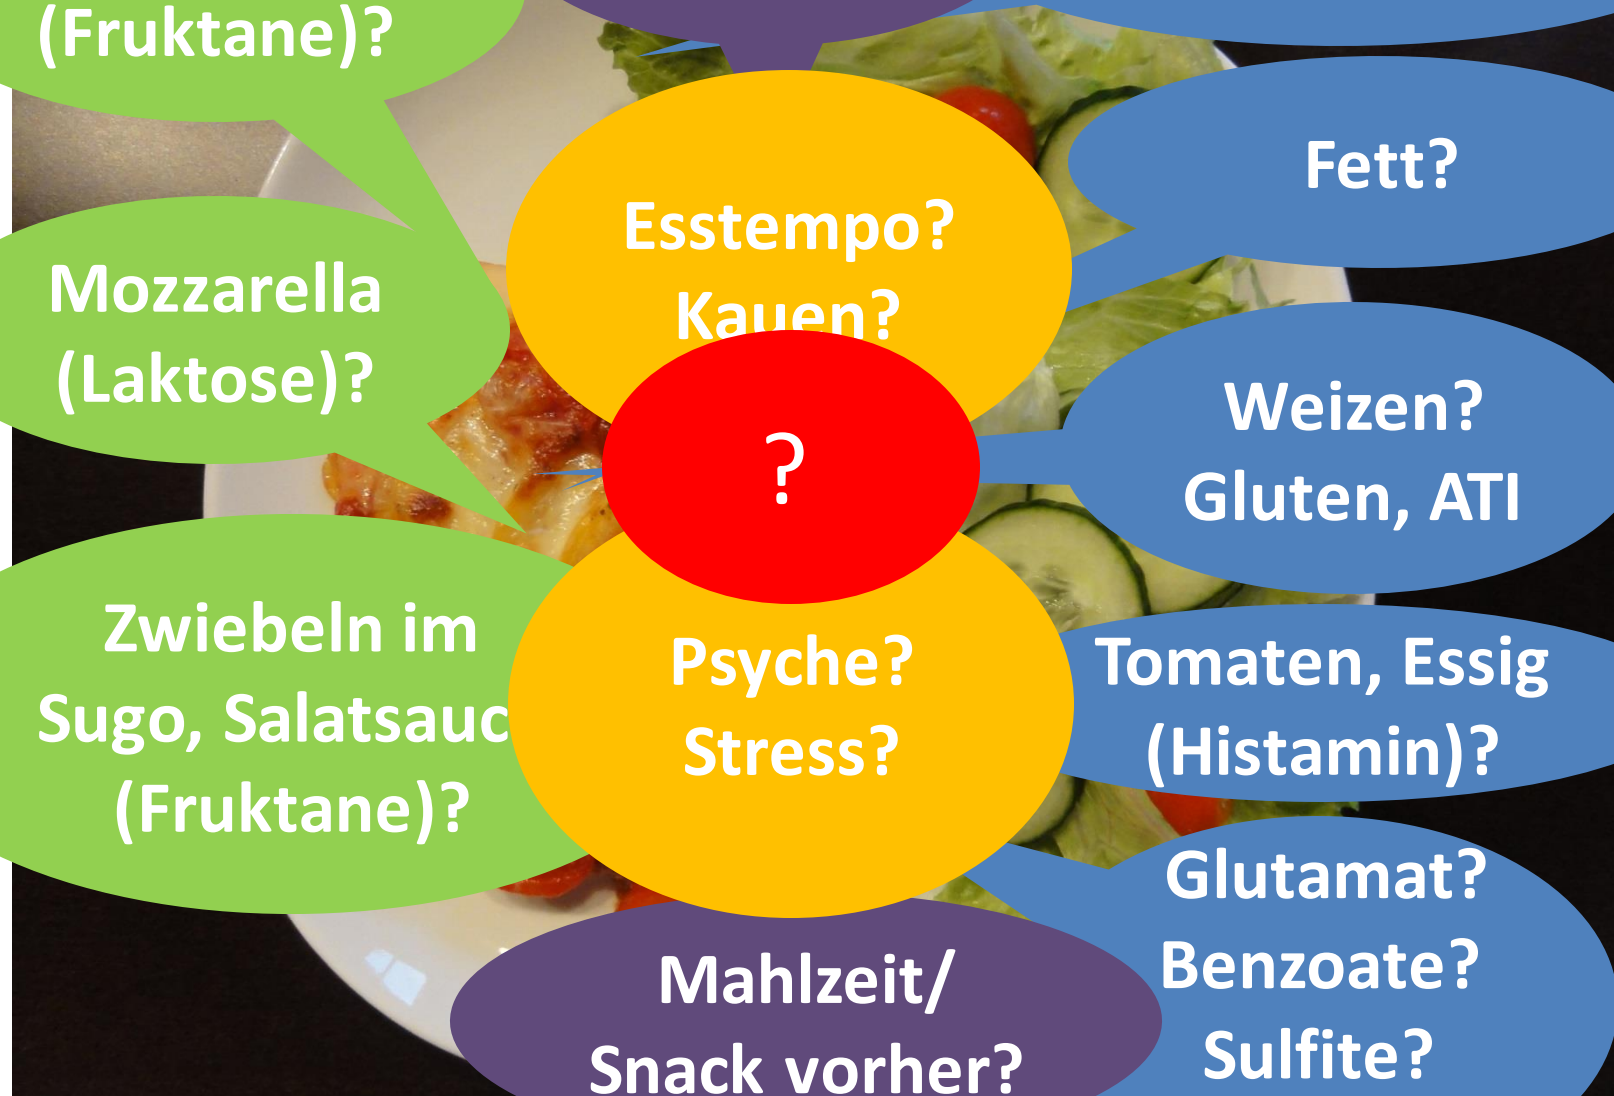 (Fruktane)?
Fett?
Esstempo?
Kauen?
Mozzarella
(Laktose)?
Weizen?
Gluten, ATI
?
Zwiebeln im
Sugo, Salatsauc
(Fruktane)?
Psyche?
Stress?
Tomaten, Essig
(Histamin)?
Glutamat?
Benzoate?
Sulfite?
Mahlzeit/
Snack vorher?